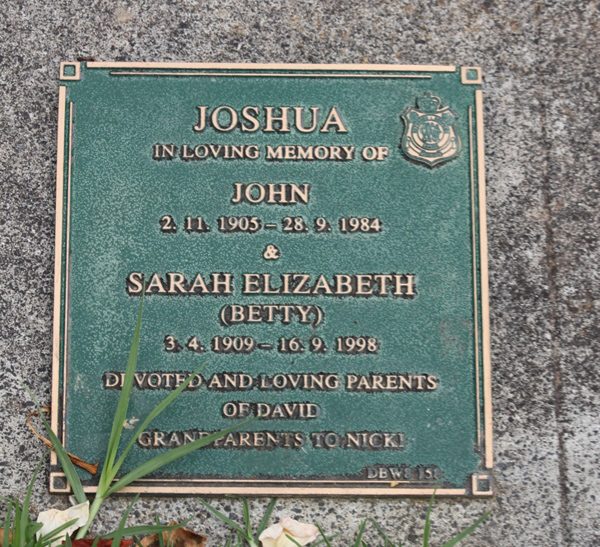 JOSHUA
IN LOVING MEMORY OF
JOHN
2. 11. 1905 – 28. 9. 1984
&
SARAH ELIZABETH
(BETTY)
3. 4. 1909 – 16. 9. 1998
DEVOTED AND LOVING PARENTS
OF DAVID
GRANDPARENTS TO NICKI